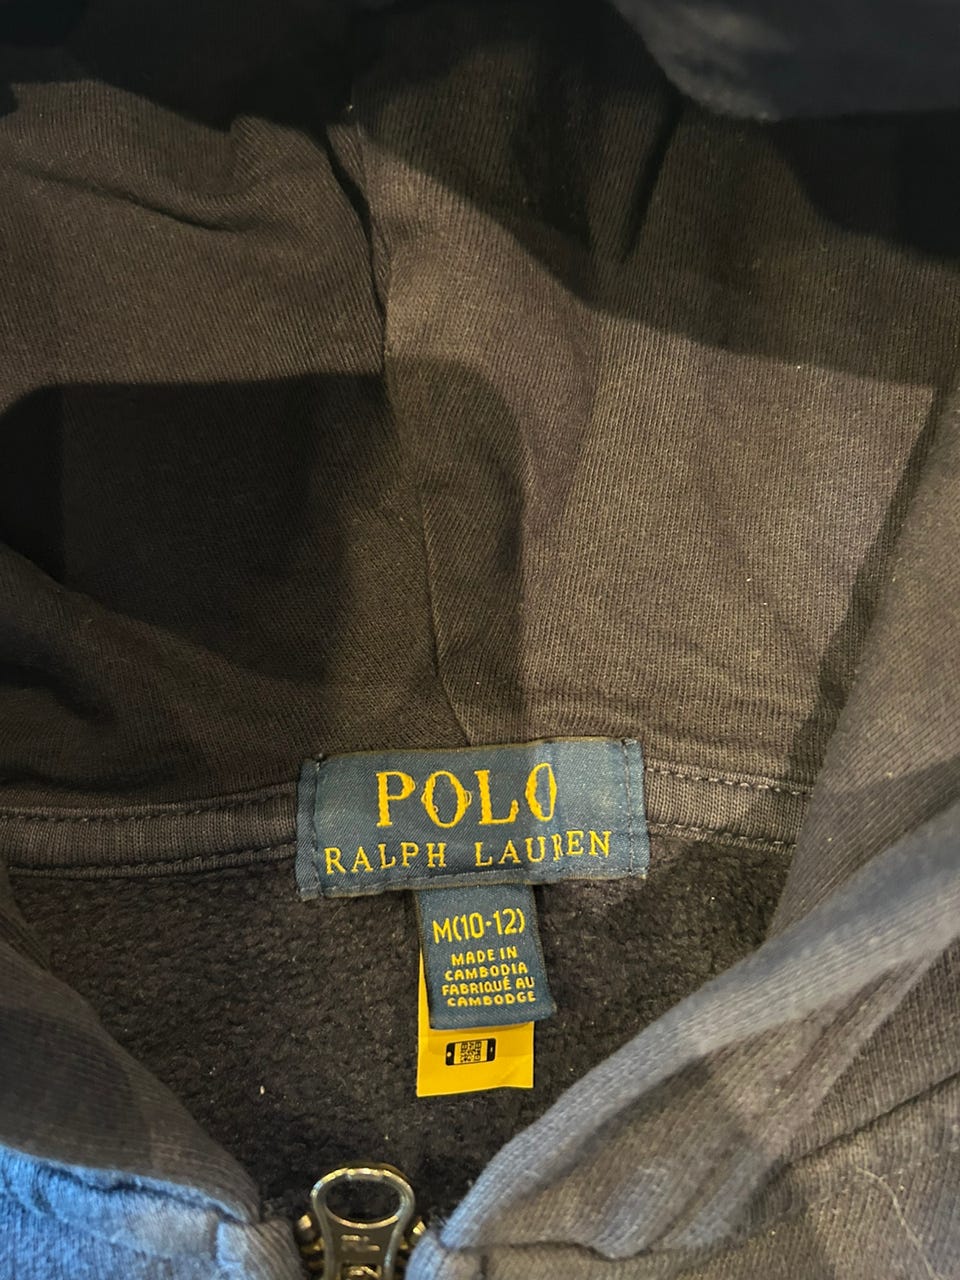 POLO
RALPH LAUREN
M(10-12)
MADE IN
CAMBODIA
FABRIQUÉ AU
CAMBODGE